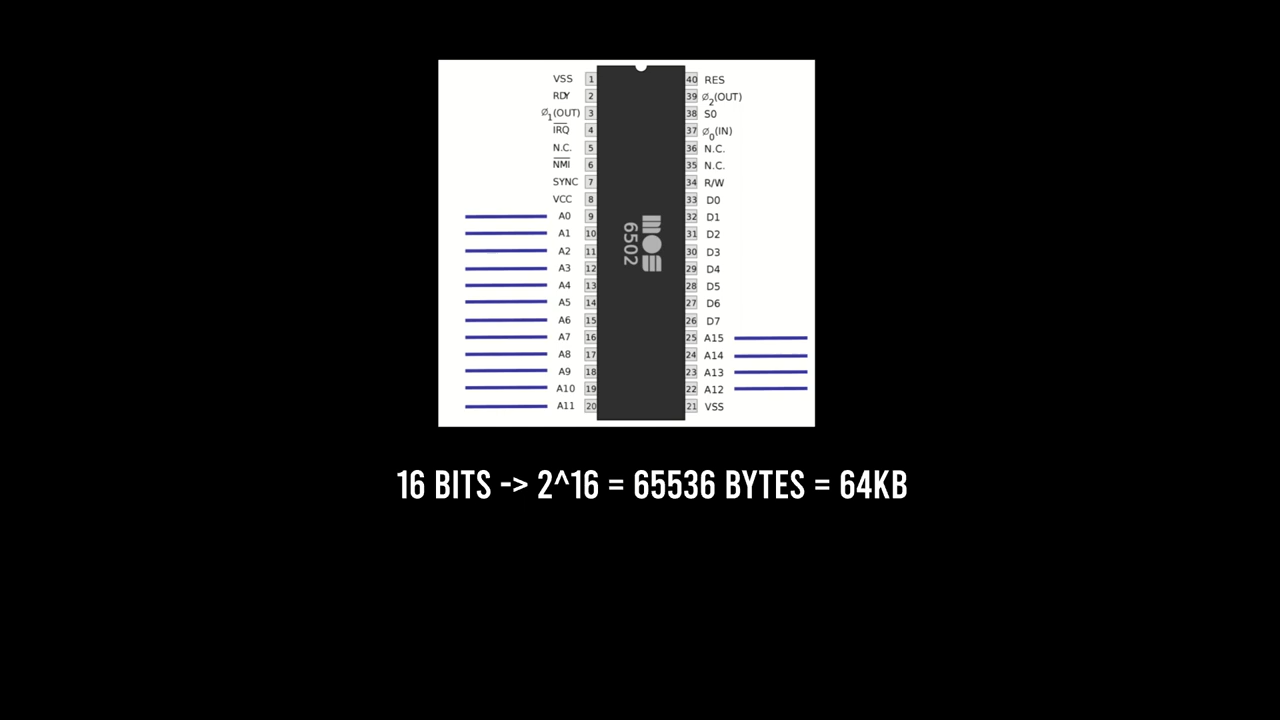 VSS 1
RDY 2
Ø1(OUT) 3
IRQ 4
N.C. 5
NMI 6
SYNC 7
VCC 8
A0 9
A1 10
A2 11
A3 12
A4 13
A5 14
A6 15
A7 16
A8 17
A9 18
A10 19
A11 20
mos
6502
40 RES
39 Ø2(OUT)
38 S0
37 Ø0(IN)
36 N.C.
35 N.C.
34 R/W
33 D0
32 D1
31 D2
30 D3
29 D4
28 D5
27 D6
26 D7
25 A15
24 A14
23 A13
22 A12
21 VSS
16 BITS -> 2^16 = 65536 BYTES = 64KB